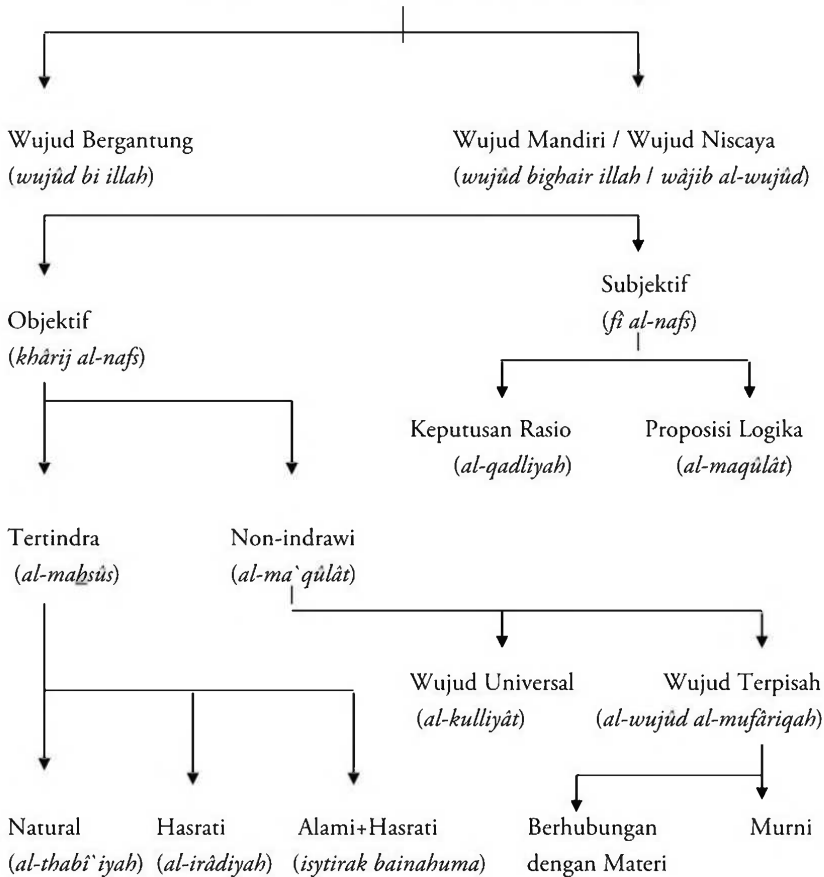 Wujud Bergantung
(wujûd bi illah)
Wujud Mandiri / Wujud Niscaya
(wujûd bighair illah / wàjib al-wujûd)
Objektif
(khârij al-nafs)
Subjektif
(fî al-nafs)
Keputusan Rasio
(al-qadliyah)
Proposisi Logika
(al-maqûlât)
Tertindra
(al-maẖsûs)
Non-indrawi
(al-ma`qûlât)
Wujud Universal
(al-kulliyât)
Wujud Terpisah
(al-wujûd al-mufâriqah)
Natural
(al-thabî`iyah)
Hasrati
(al-irâdiyah)
Alami+Hasrati
(isytirak bainahuma)
Berhubungan
dengan Materi
Murni